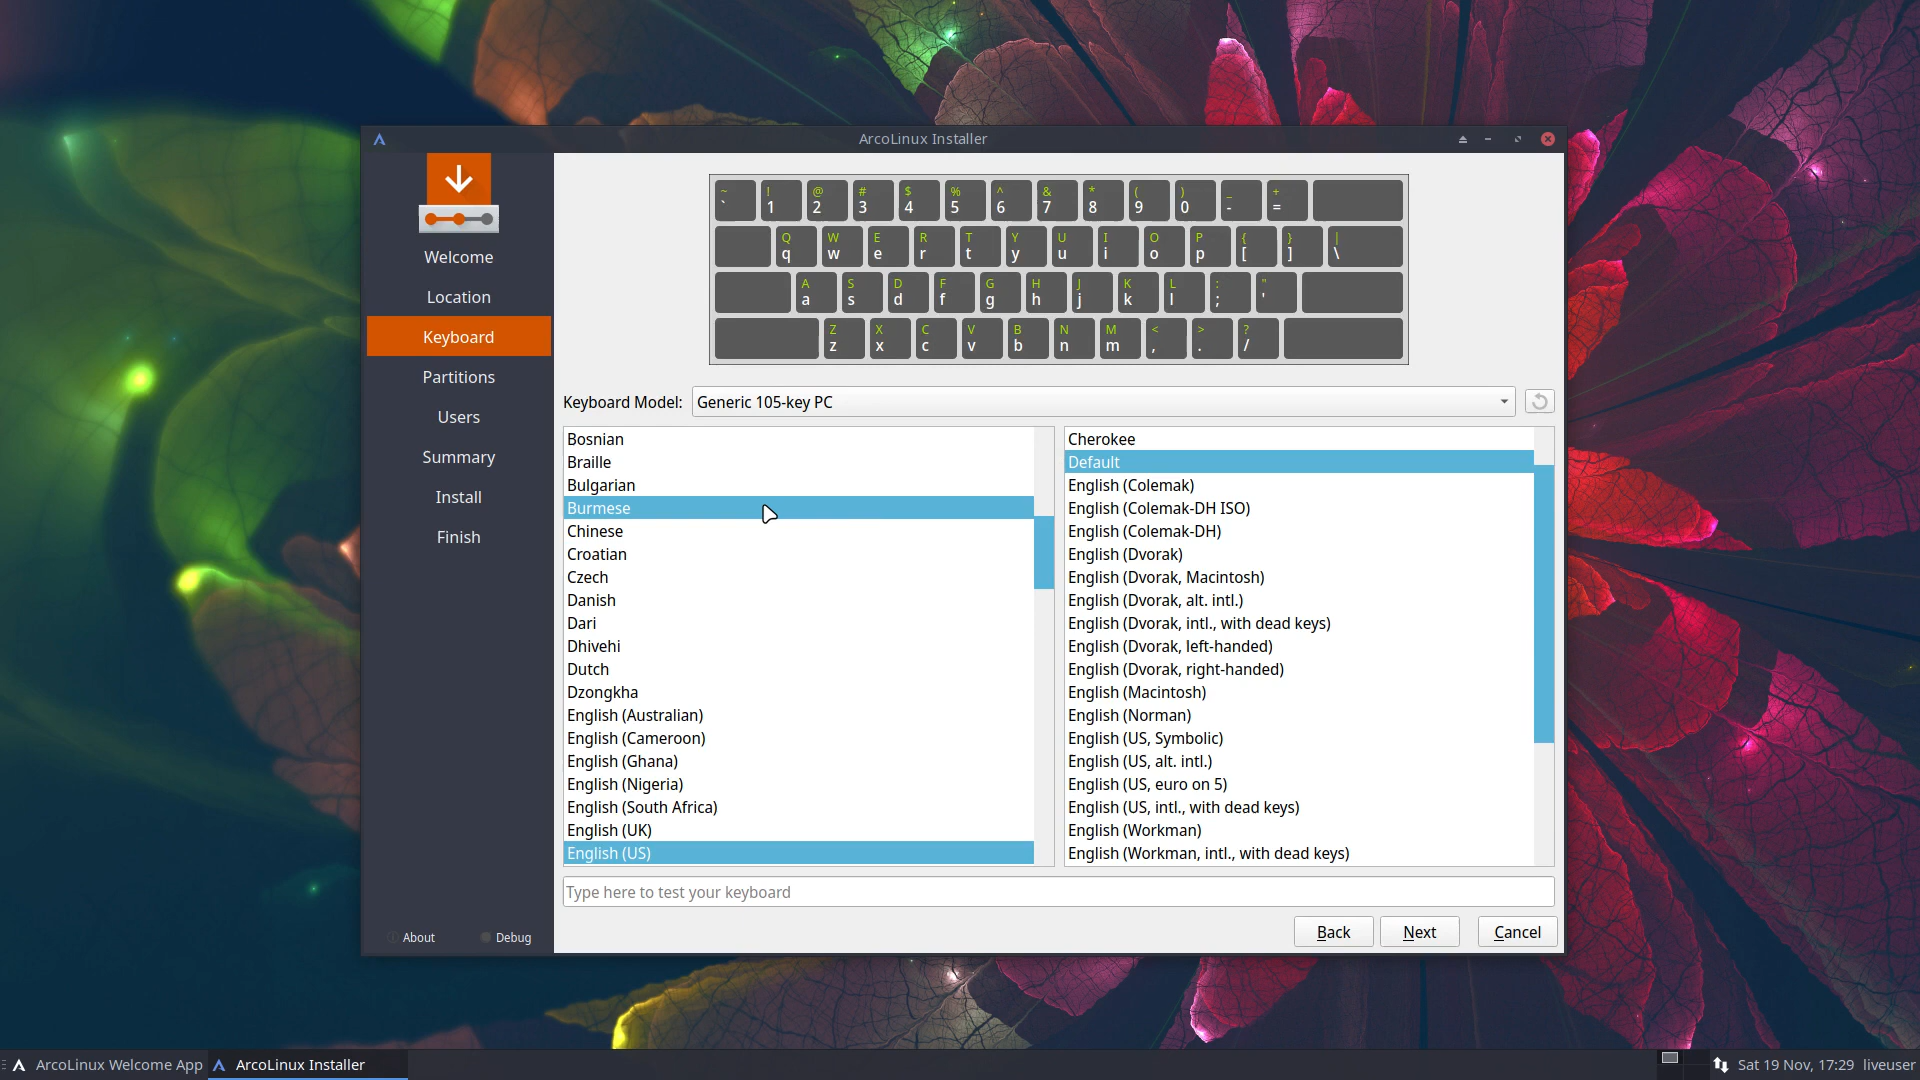 ArcoLinux Installer
Welcome
Location
Keyboard
Partitions
Users
Summary
Install
Finish
About
Debug
~ ! @ # $ % ^ & * ( ) _ +
` 1 2 3 4 5 6 7 8 9 0 - =
Q W E R T Y U I O P { } |
q w e r t y u i o p [ ] \
A S D F G H J K L : "
a s d f g h j k l ; '
Z X C V B N M < > ?
z x c v b n m , . /
Keyboard Model: Generic 105-key PC
Bosnian
Braille
Bulgarian
Burmese
Chinese
Croatian
Czech
Danish
Dari
Dhivehi
Dutch
Dzongkha
English (Australian)
English (Cameroon)
English (Ghana)
English (Nigeria)
English (South Africa)
English (UK)
English (US)
Cherokee
Default
English (Colemak)
English (Colemak-DH ISO)
English (Colemak-DH)
English (Dvorak)
English (Dvorak, Macintosh)
English (Dvorak, alt. intl.)
English (Dvorak, intl., with dead keys)
English (Dvorak, left-handed)
English (Dvorak, right-handed)
English (Macintosh)
English (Norman)
English (US, Symbolic)
English (US, alt. intl.)
English (US, euro on 5)
English (US, intl., with dead keys)
English (Workman)
English (Workman, intl., with dead keys)
Type here to test your keyboard
Back Next Cancel
ArcoLinux Welcome App ArcoLinux Installer Sat 19 Nov, 17:29 liveuser